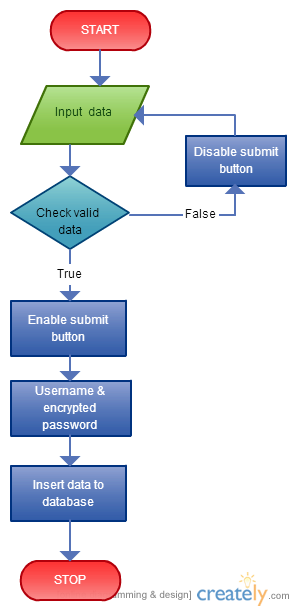 START
Input data
Disable submit
button
Check valid
data
False
True
Enable submit
button
Username &
encrypted
password
Insert data to
database
STOP
mming & design]
creately.com